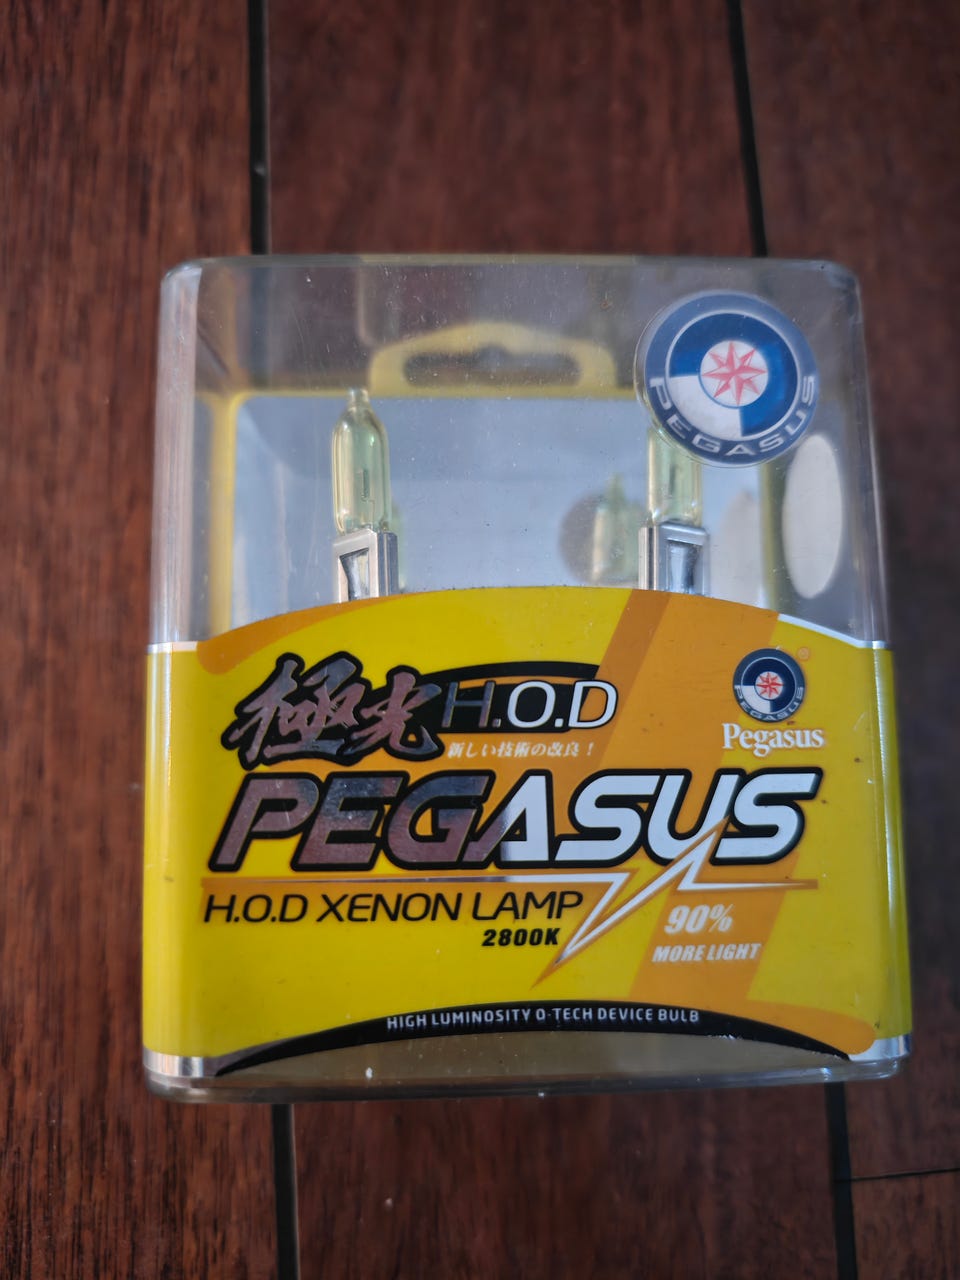 PEGASUS
極光 H.O.D
新しい技術の改良！
PEGASUS
®
Pegasus
PEGASUS
H.O.D XENON LAMP
2800K
90%
MORE LIGHT
HIGH LUMINOSITY O-TECH DEVICE BULB